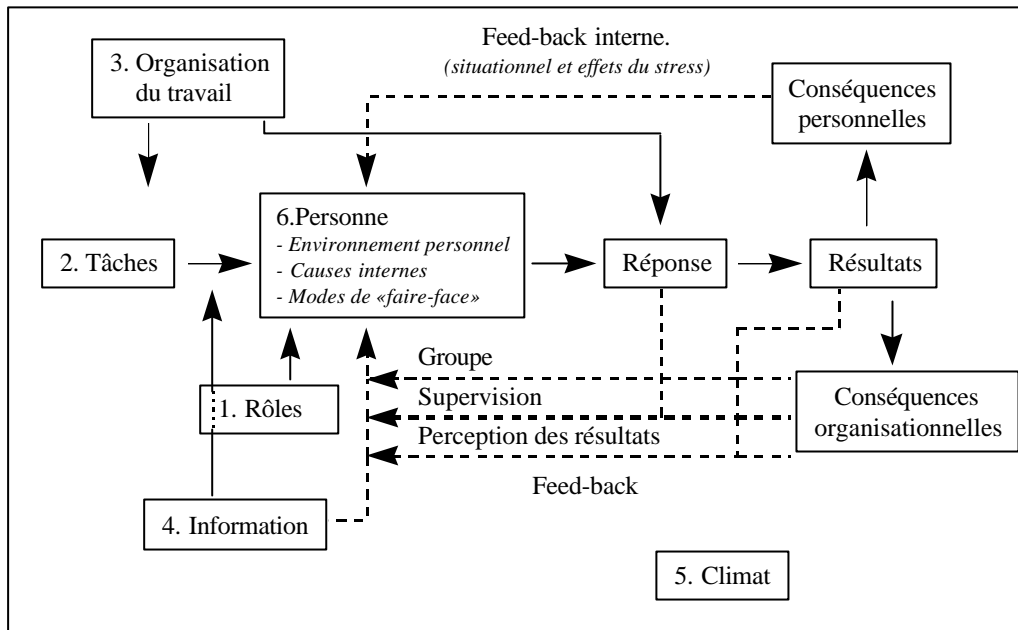 3. Organisation
du travail
Feed-back interne.
(situationnel et effets du stress)
Conséquences
personnelles
6.Personne
- Environnement personnel
- Causes internes
- Modes de «faire-face»
2. Tâches
Réponse
Résultats
Groupe
1. Rôles
Supervision
Conséquences
organisationnelles
Perception des résultats
Feed-back
4. Information
5. Climat